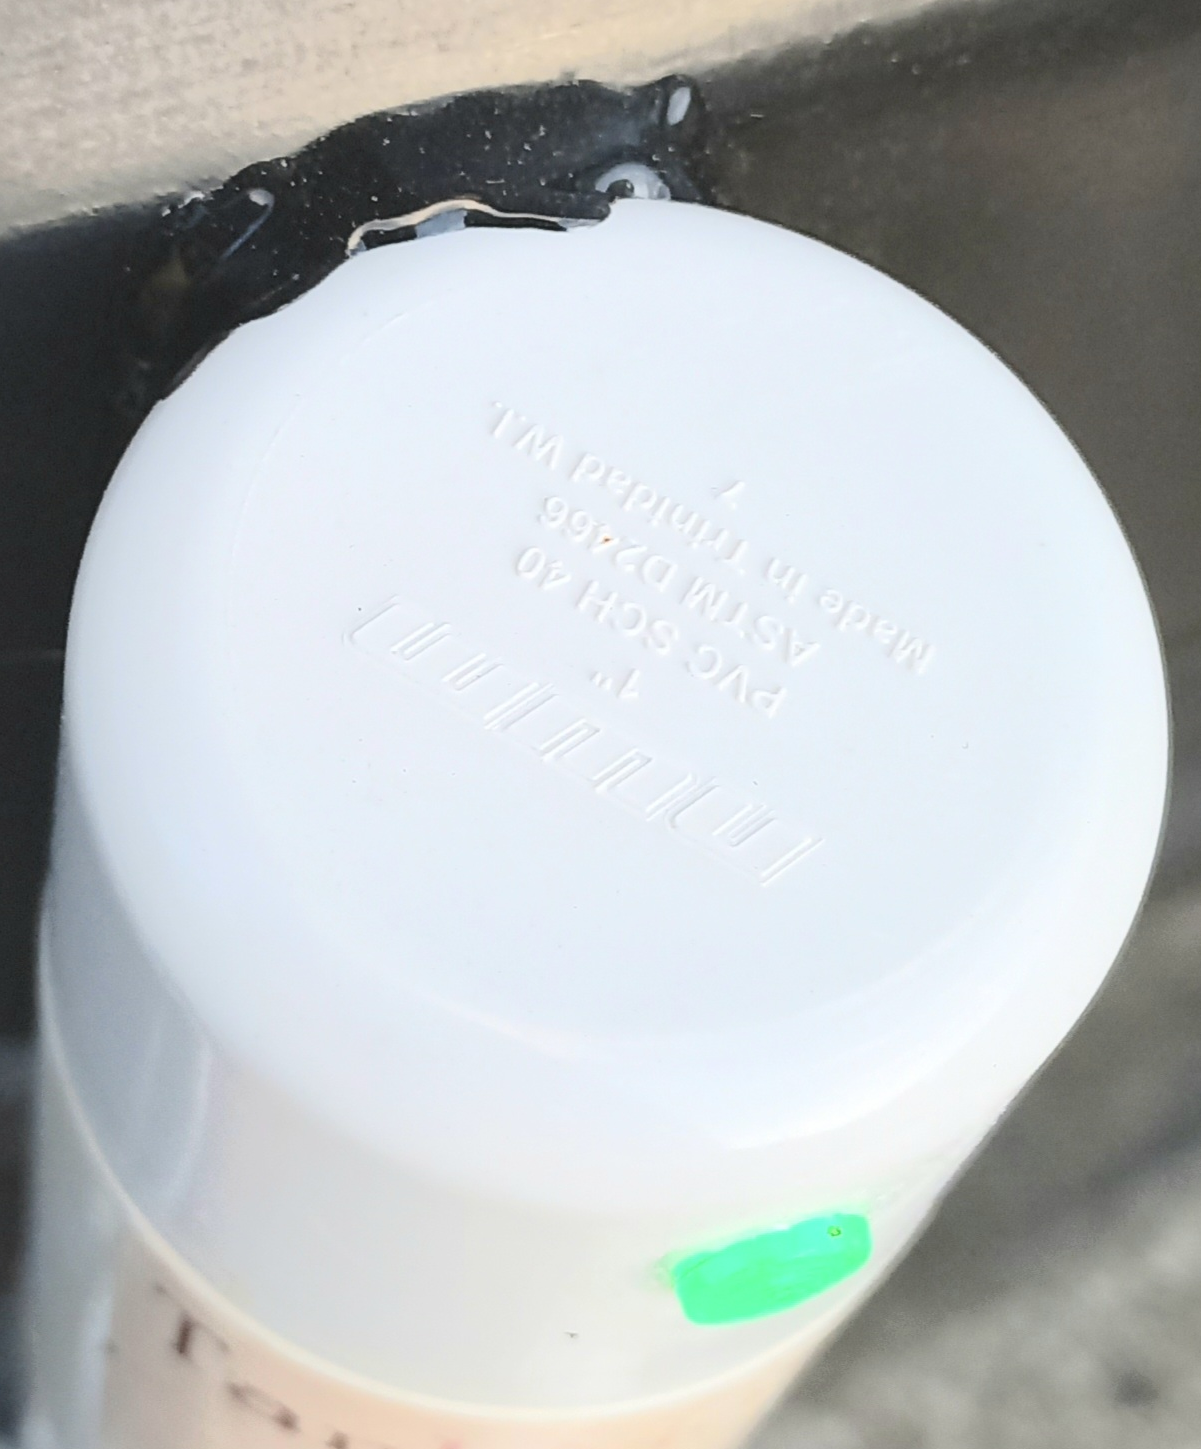 1"
PVC SCH 40
ASTM D2466
Made in Trinidad W.I.
Y